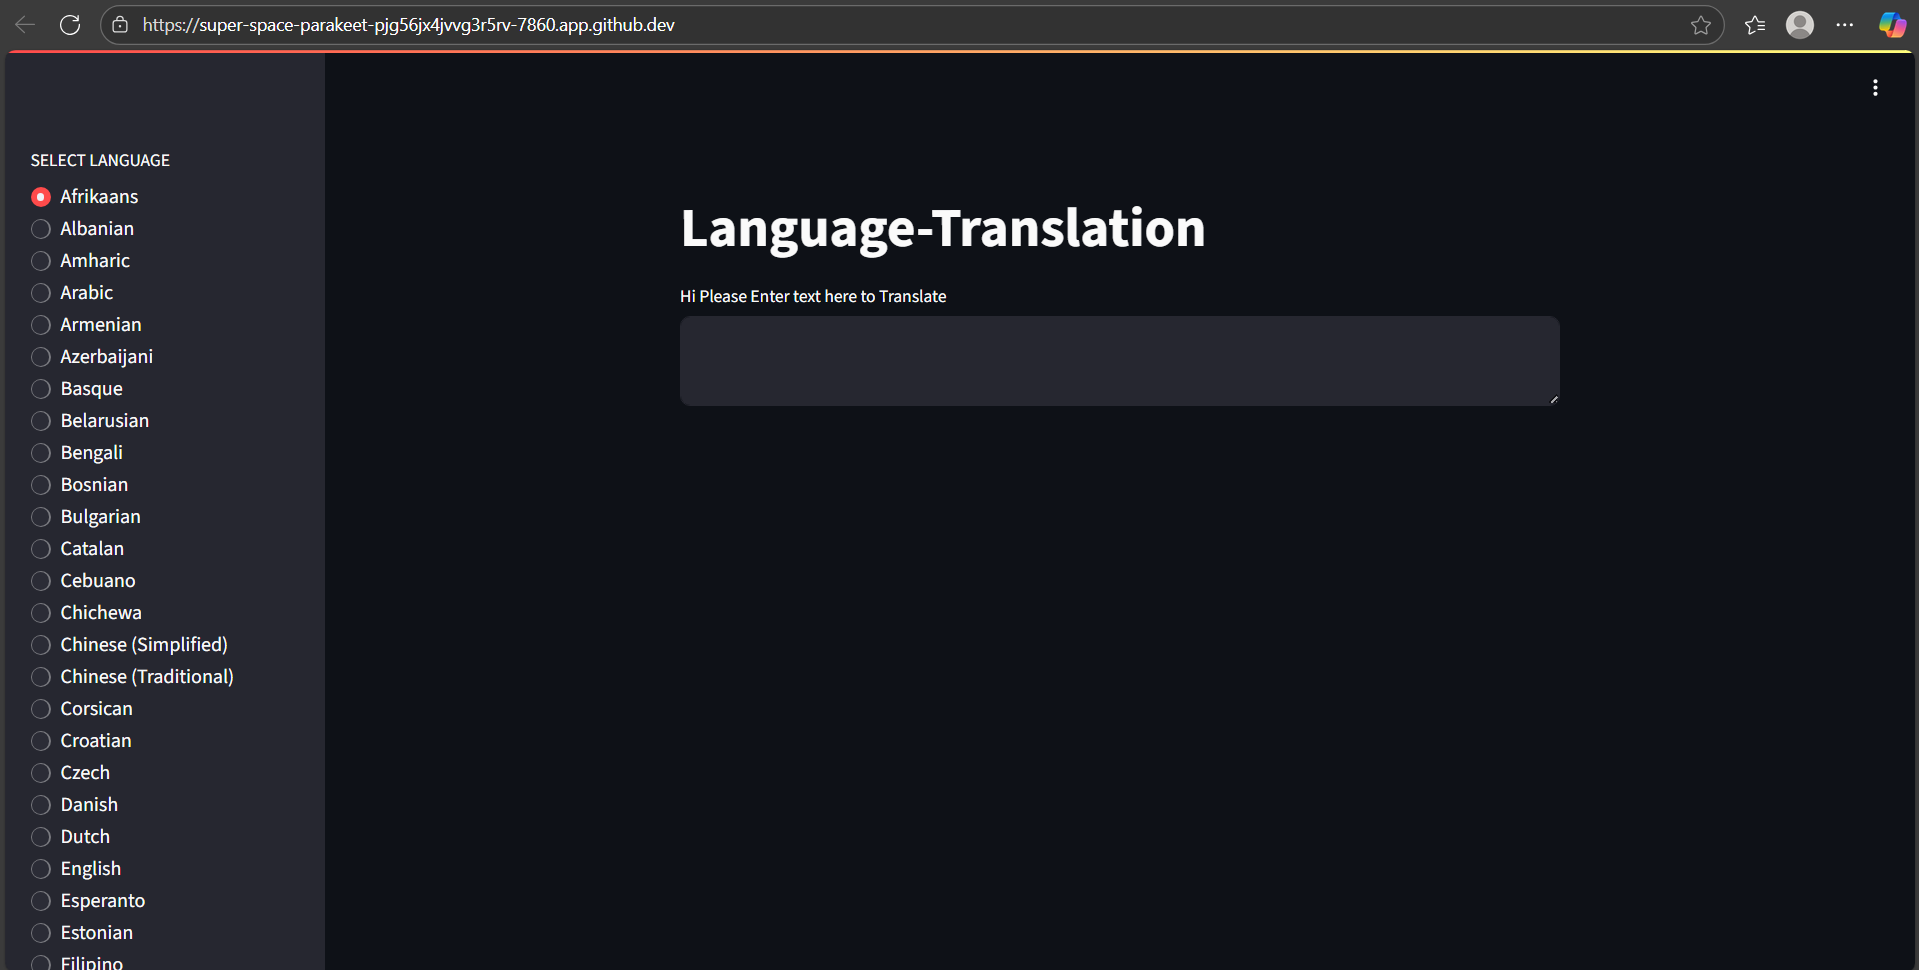 https://super-space-parakeet-pjg56jx4jvvg3r5rv-7860.app.github.dev
SELECT LANGUAGE
Afrikaans
Albanian
Amharic
Arabic
Armenian
Azerbaijani
Basque
Belarusian
Bengali
Bosnian
Bulgarian
Catalan
Cebuano
Chichewa
Chinese (Simplified)
Chinese (Traditional)
Corsican
Croatian
Czech
Danish
Dutch
English
Esperanto
Estonian
Filipino
Language-Translation
Hi Please Enter text here to Translate